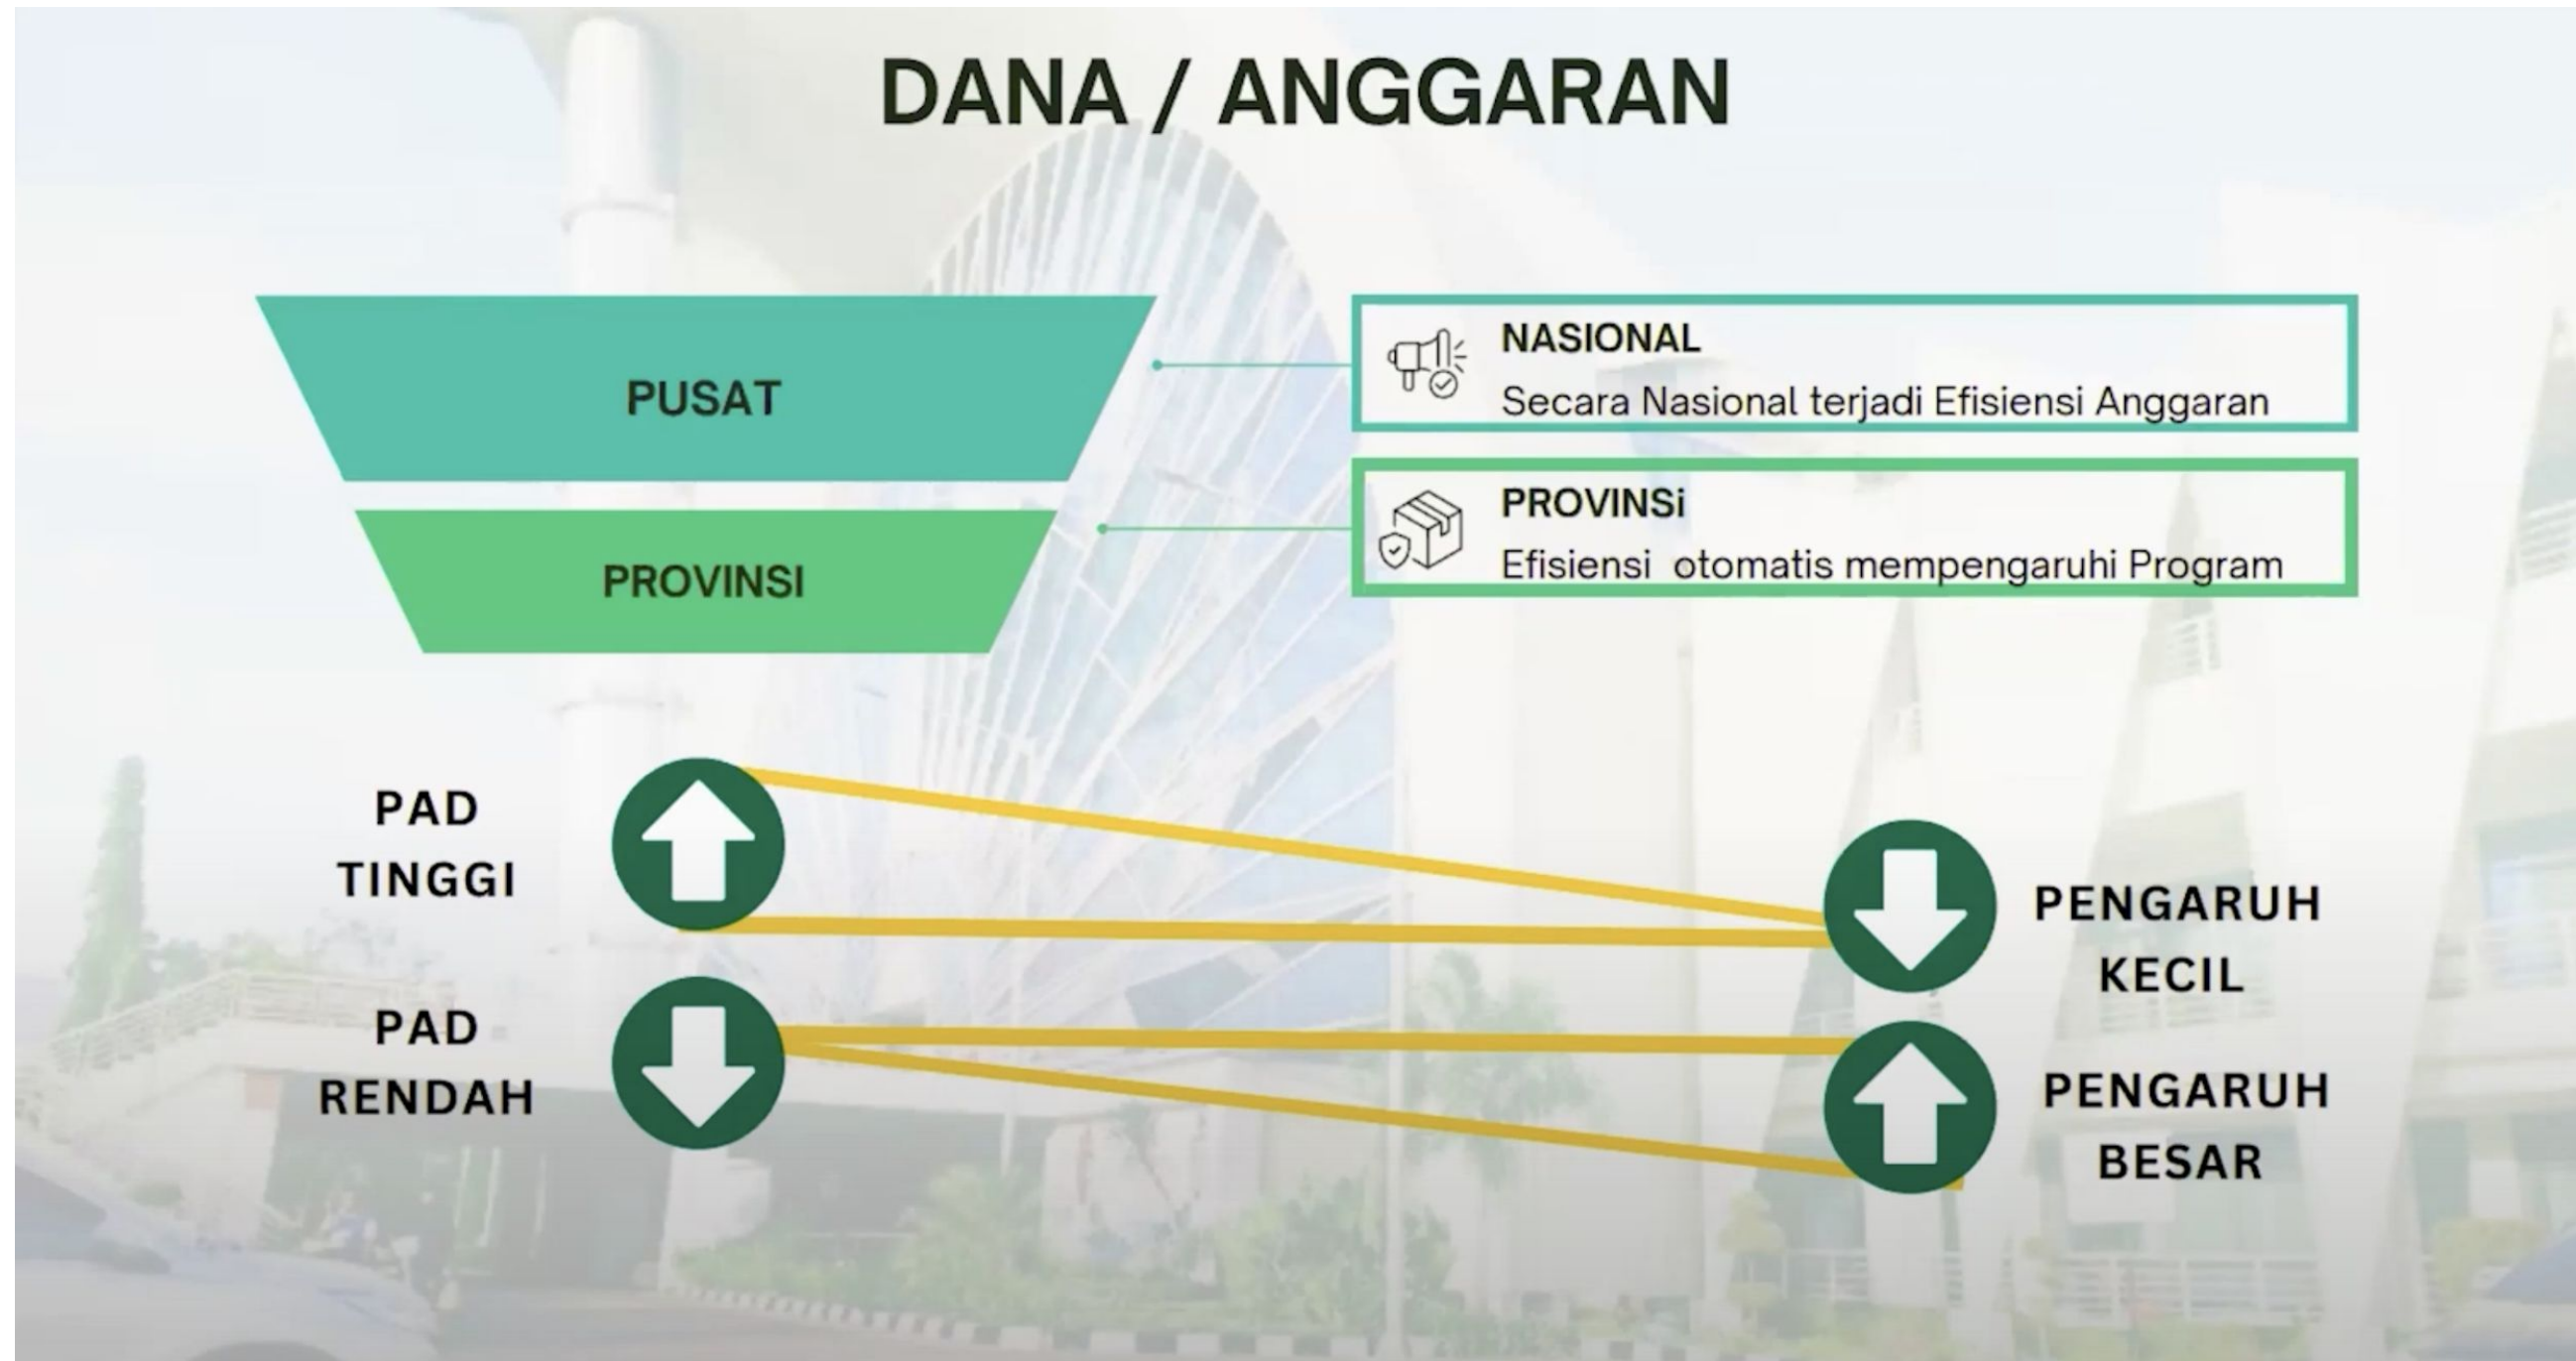 DANA / ANGGARAN
PUSAT
NASIONAL
Secara Nasional terjadi Efisiensi Anggaran
PROVINSI
PROVINSi
Efisiensi otomatis mempengaruhi Program
PAD
TINGGI
PENGARUH
KECIL
PAD
RENDAH
PENGARUH
BESAR